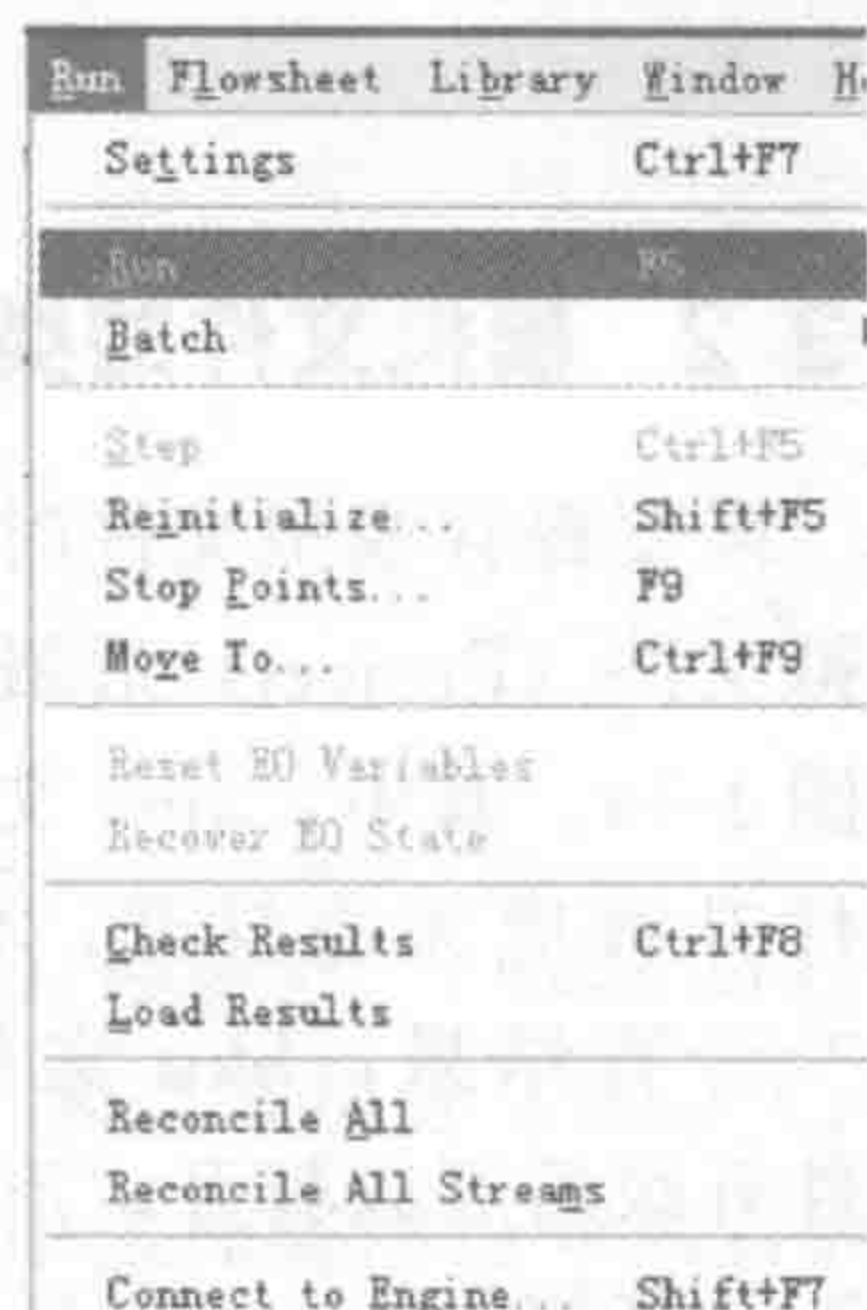 Run Flowsheet Library Window
Settings Ctrl+F7
Run F5
Batch
Step Ctrl+F5
Reinitialize... Shift+F5
Stop Points... F9
Move To... Ctrl+F9
Reset EO Variables
Recover EO State
Check Results Ctrl+F8
Load Results
Reconcile All
Reconcile All Streams
Connect to Engine... Shift+F7